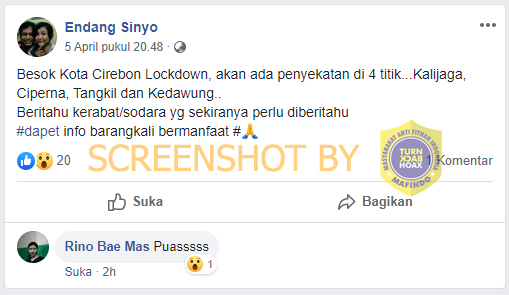 Endang Sinyo
5 April pukul 20.48 ·
Besok Kota Cirebon Lockdown, akan ada penyekatan di 4 titik...Kalijaga,
Ciperna, Tangkil dan Kedawung..
Beritahu kerabat/sodara yg sekiranya perlu diberitahu
#dapet info barangkali bermanfaat #🙏
20
1 Komentar
SCREENSHOT BY
MASYARAKAT ANTI FITNAH INDONESIA
TURN
BACK
HOAX
MAFINDO
Suka
Bagikan
Rino Bae Mas Puasssss
1
Suka · 2h